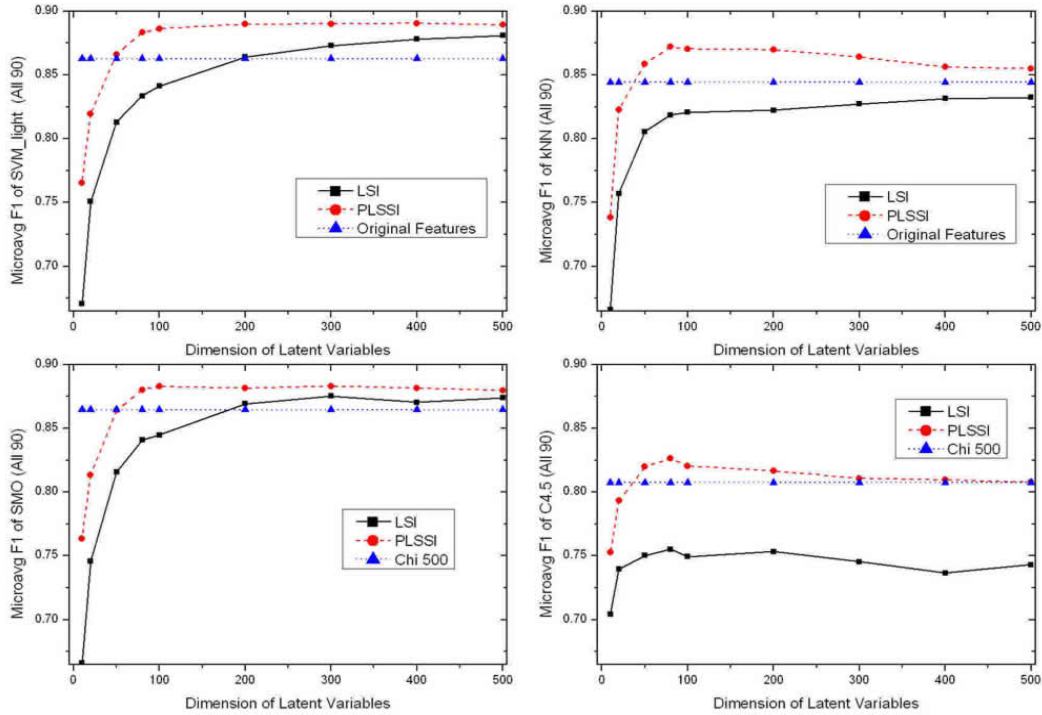 0.90
0.85
0.80
0.75
0.70
Microavg F1 of SVM_light (All 90)
LSI
PLSSI
Original Features
0 100 200 300 400 500
Dimension of Latent Variables
0.90
0.85
0.80
0.75
0.70
Microavg F1 of kNN (All 90)
LSI
PLSSI
Original Features
0 100 200 300 400 500
Dimension of Latent Variables
0.90
0.85
0.80
0.75
0.70
Microavg F1 of SMO (All 90)
LSI
PLSSI
Chi 500
0 100 200 300 400 500
Dimension of Latent Variables
0.90
0.85
0.80
0.75
0.70
Microavg F1 of C4.5 (All 90)
LSI
PLSSI
Chi 500
0 100 200 300 400 500
Dimension of Latent Variables